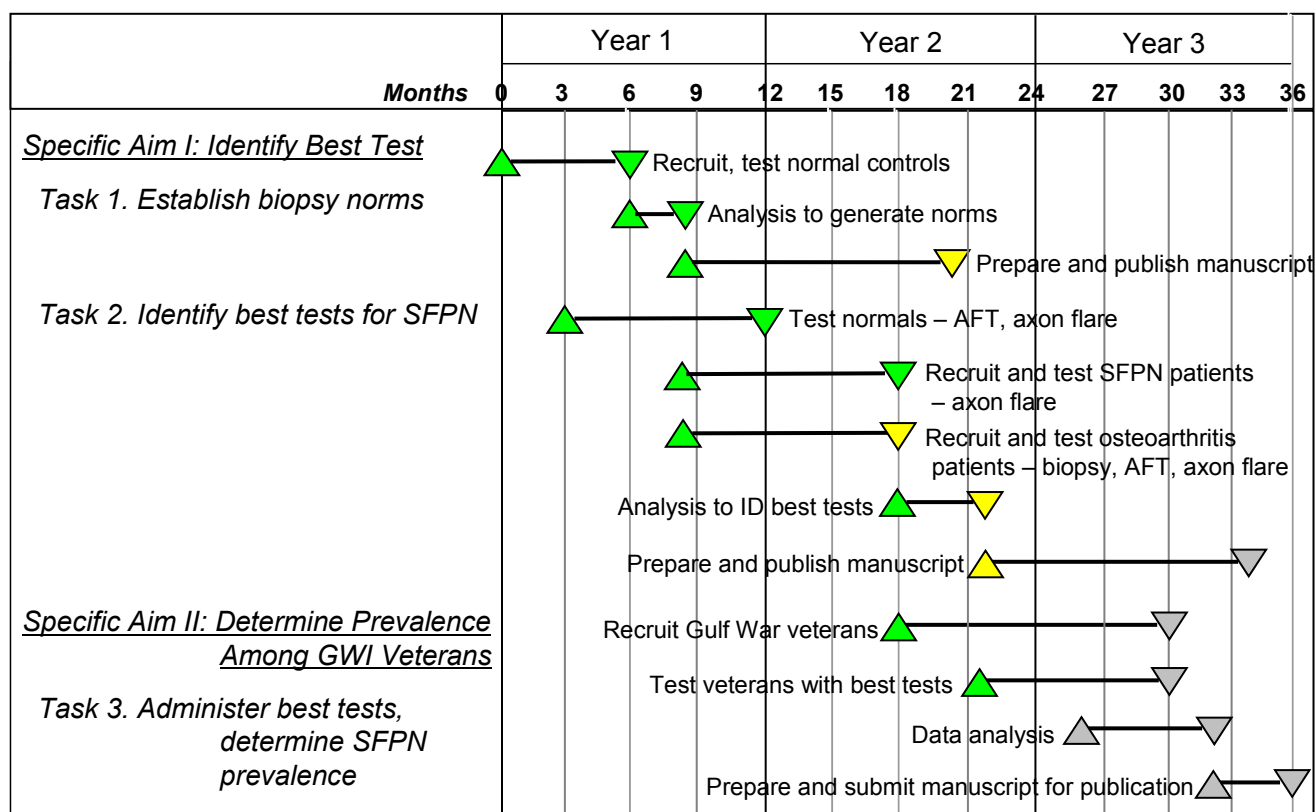 Year 1 Year 2 Year 3
Months 0 3 6 9 12 15 18 21 24 27 30 33 36
Specific Aim I: Identify Best Test
Recruit, test normal controls
Task 1. Establish biopsy norms
Analysis to generate norms
Prepare and publish manuscript
Task 2. Identify best tests for SFPN
Test normals – AFT, axon flare
Recruit and test SFPN patients
– axon flare
Recruit and test osteoarthritis
patients – biopsy, AFT, axon flare
Analysis to ID best tests
Prepare and publish manuscript
Specific Aim II: Determine Prevalence
Among GWI Veterans
Recruit Gulf War veterans
Test veterans with best tests
Task 3. Administer best tests,
determine SFPN
prevalence
Data analysis
Prepare and submit manuscript for publication